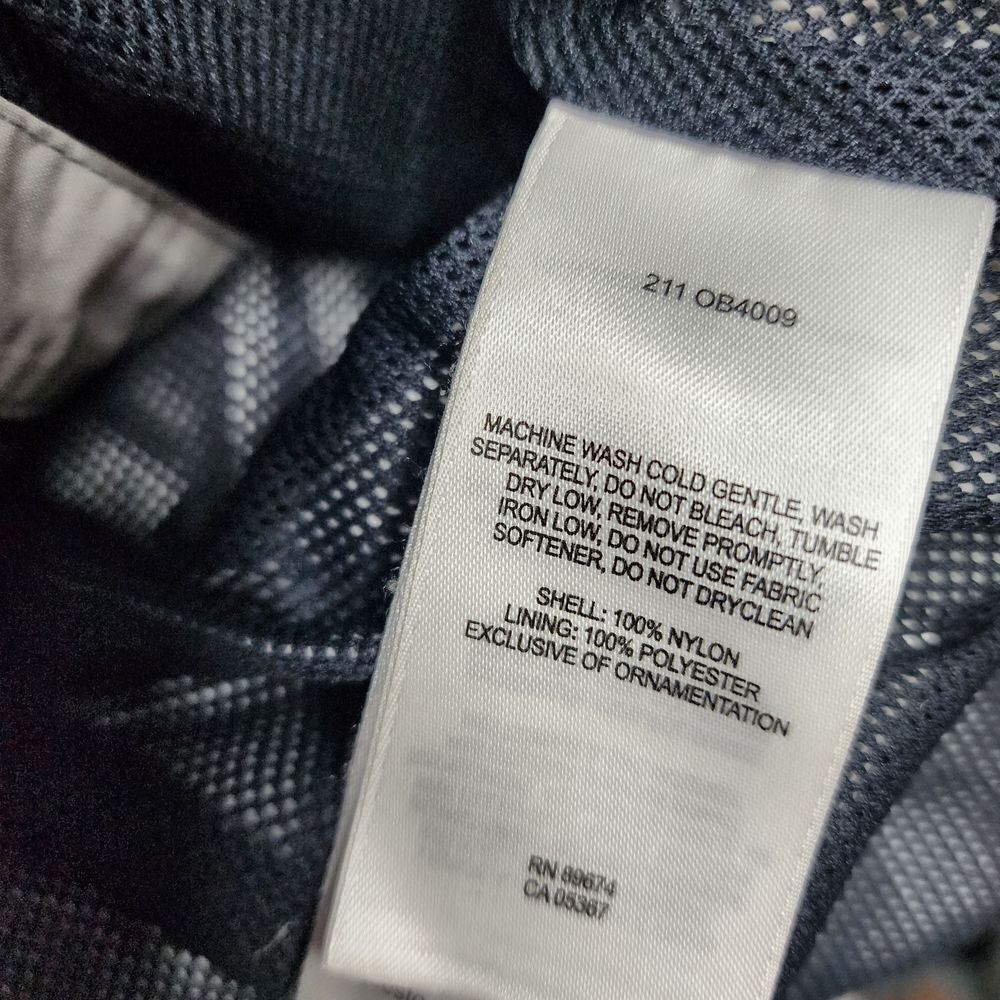 211 OB4009
MACHINE WASH COLD GENTLE, WASH
SEPARATELY, DO NOT BLEACH, TUMBLE
DRY LOW, REMOVE PROMPTLY,
IRON LOW, DO NOT USE FABRIC
SOFTENER, DO NOT DRYCLEAN
SHELL: 100% NYLON
LINING: 100% POLYESTER
EXCLUSIVE OF ORNAMENTATION
RN 89674
CA 05367